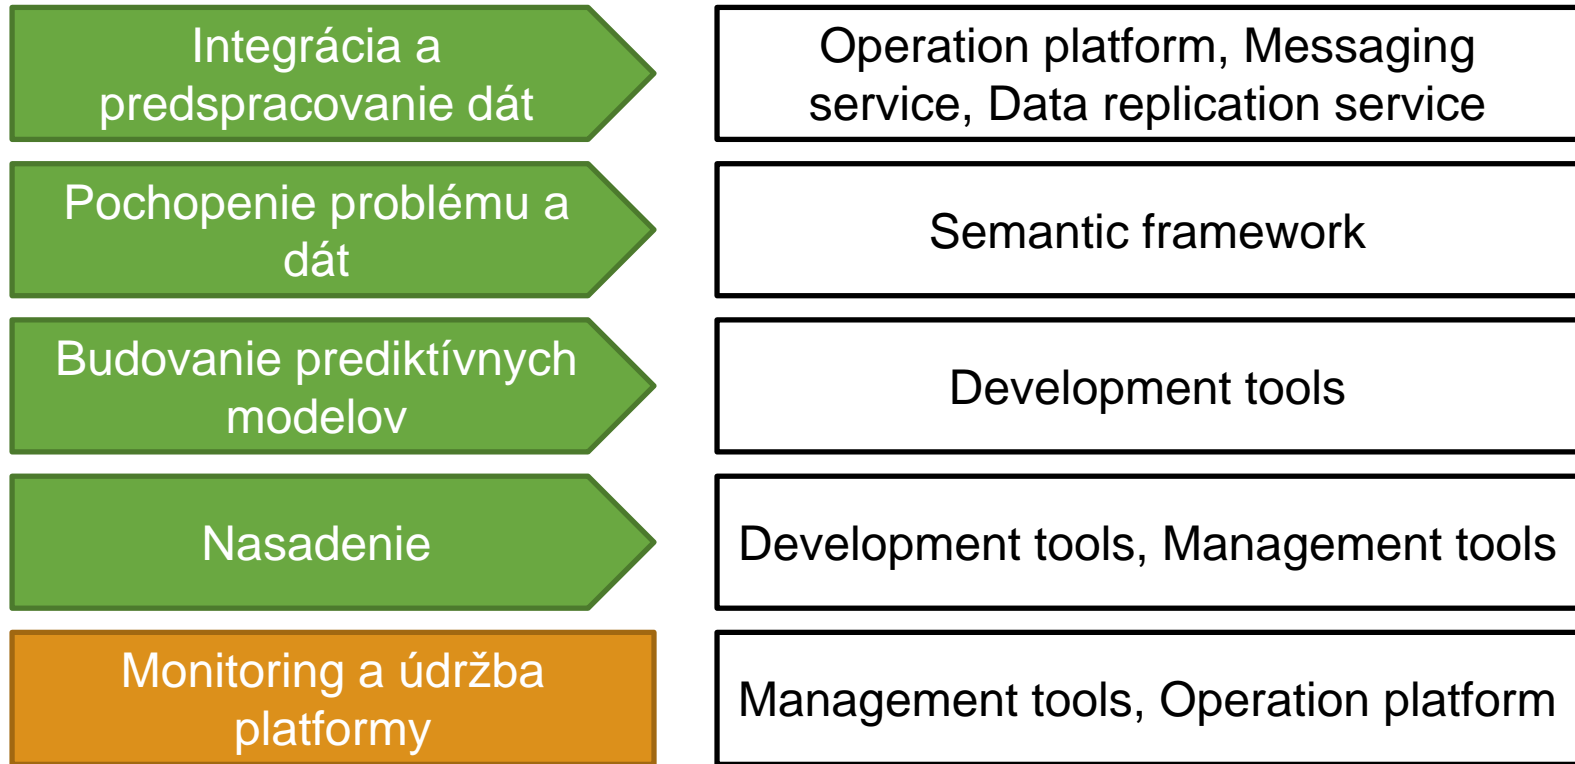 Integrácia a
predspracovanie dát
Operation platform, Messaging
service, Data replication service
Pochopenie problému a
dát
Semantic framework
Budovanie prediktívnych
modelov
Development tools
Nasadenie
Development tools, Management tools
Monitoring a údržba
platformy
Management tools, Operation platform